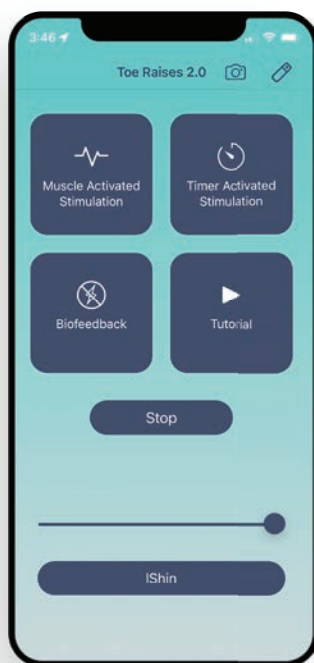 3:46
Toe Raises 2.0
Muscle Activated
Stimulation
Timer Activated
Stimulation
Biofeedback
Tutorial
Stop
lShin